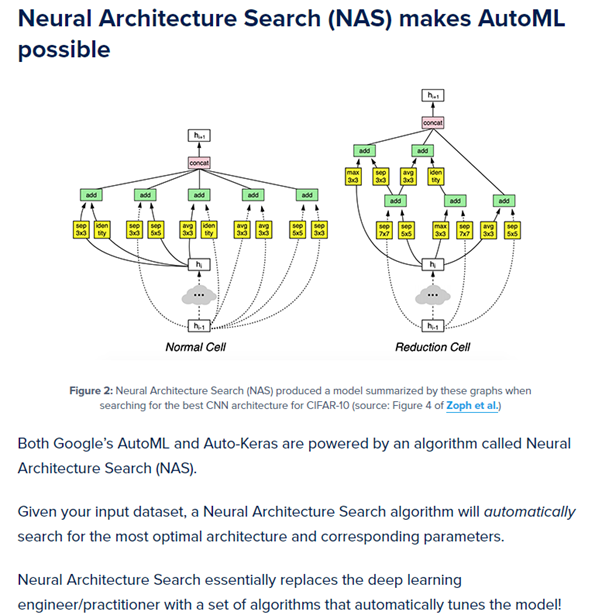 Neural Architecture Search (NAS) makes AutoML
possible
hi+1
concat
add add add add add
sep 3x3 iden tity sep 3x3 sep 5x5 avg 3x3 iden tity avg 3x3 avg 3x3 sep 5x5 sep 3x3
hi
...
hi-1
Normal Cell
hi+1
concat
add add
max 3x3 sep 3x3 avg 3x3 iden tity
add add add
sep 7x7 sep 5x5 max 3x3 sep 7x7 avg 3x3 sep 5x5
hi
...
hi-1
Reduction Cell
Figure 2: Neural Architecture Search (NAS) produced a model summarized by these graphs when
searching for the best CNN architecture for CIFAR-10 (source: Figure 4 of Zoph et al.)
Both Google’s AutoML and Auto-Keras are powered by an algorithm called Neural
Architecture Search (NAS).
Given your input dataset, a Neural Architecture Search algorithm will automatically
search for the most optimal architecture and corresponding parameters.
Neural Architecture Search essentially replaces the deep learning
engineer/practitioner with a set of algorithms that automatically tunes the model!